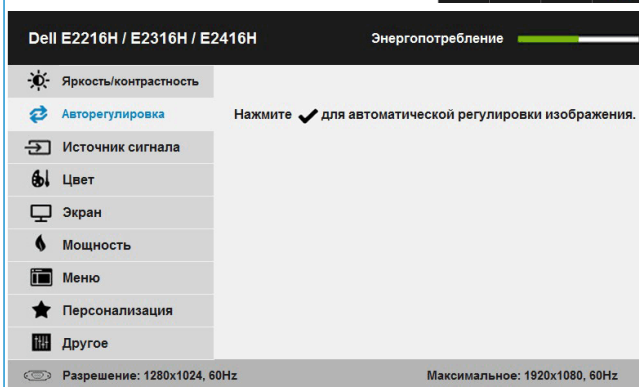 Dell E2216H / E2316H / E2416H Энергопотребление
Яркость/контрастность
Авторегулировка
Нажмите ✔ для автоматической регулировки изображения.
Источник сигнала
Цвет
Экран
Мощность
Меню
Персонализация
Другое
Разрешение: 1280x1024, 60Hz Максимальное: 1920x1080, 60Hz